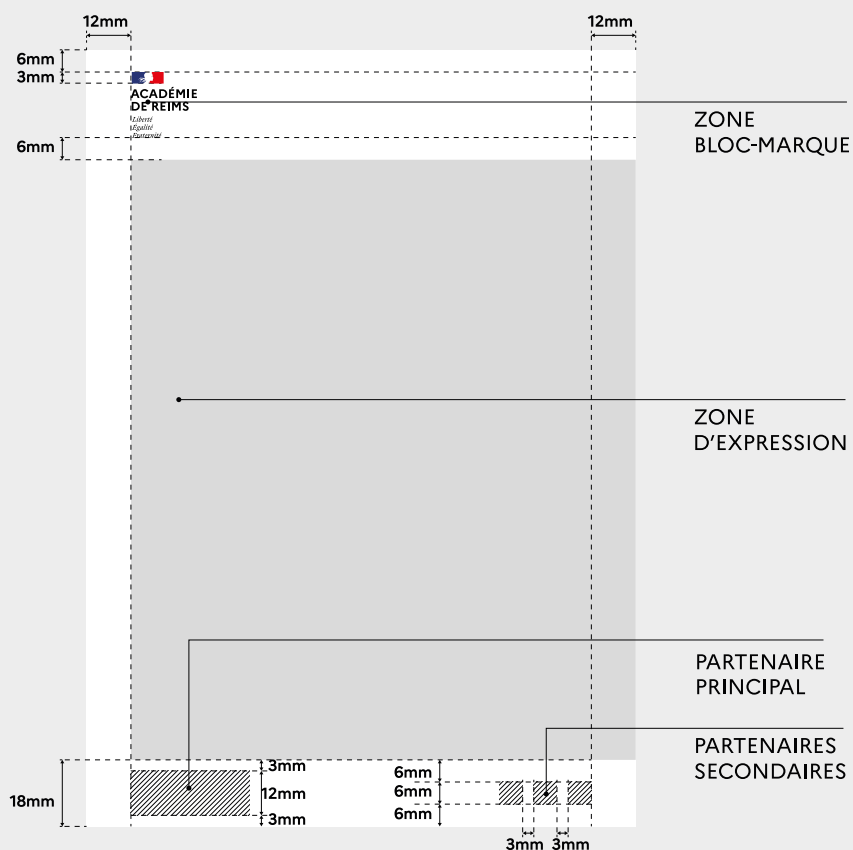 12mm
12mm
6mm
3mm
ACADÉMIE
DE REIMS
Liberté
Égalité
Fraternité
ZONE
BLOC-MARQUE
6mm
ZONE
D’EXPRESSION
PARTENAIRE
PRINCIPAL
PARTENAIRES
SECONDAIRES
3mm
6mm
18mm
12mm
6mm
3mm
6mm
3mm
3mm